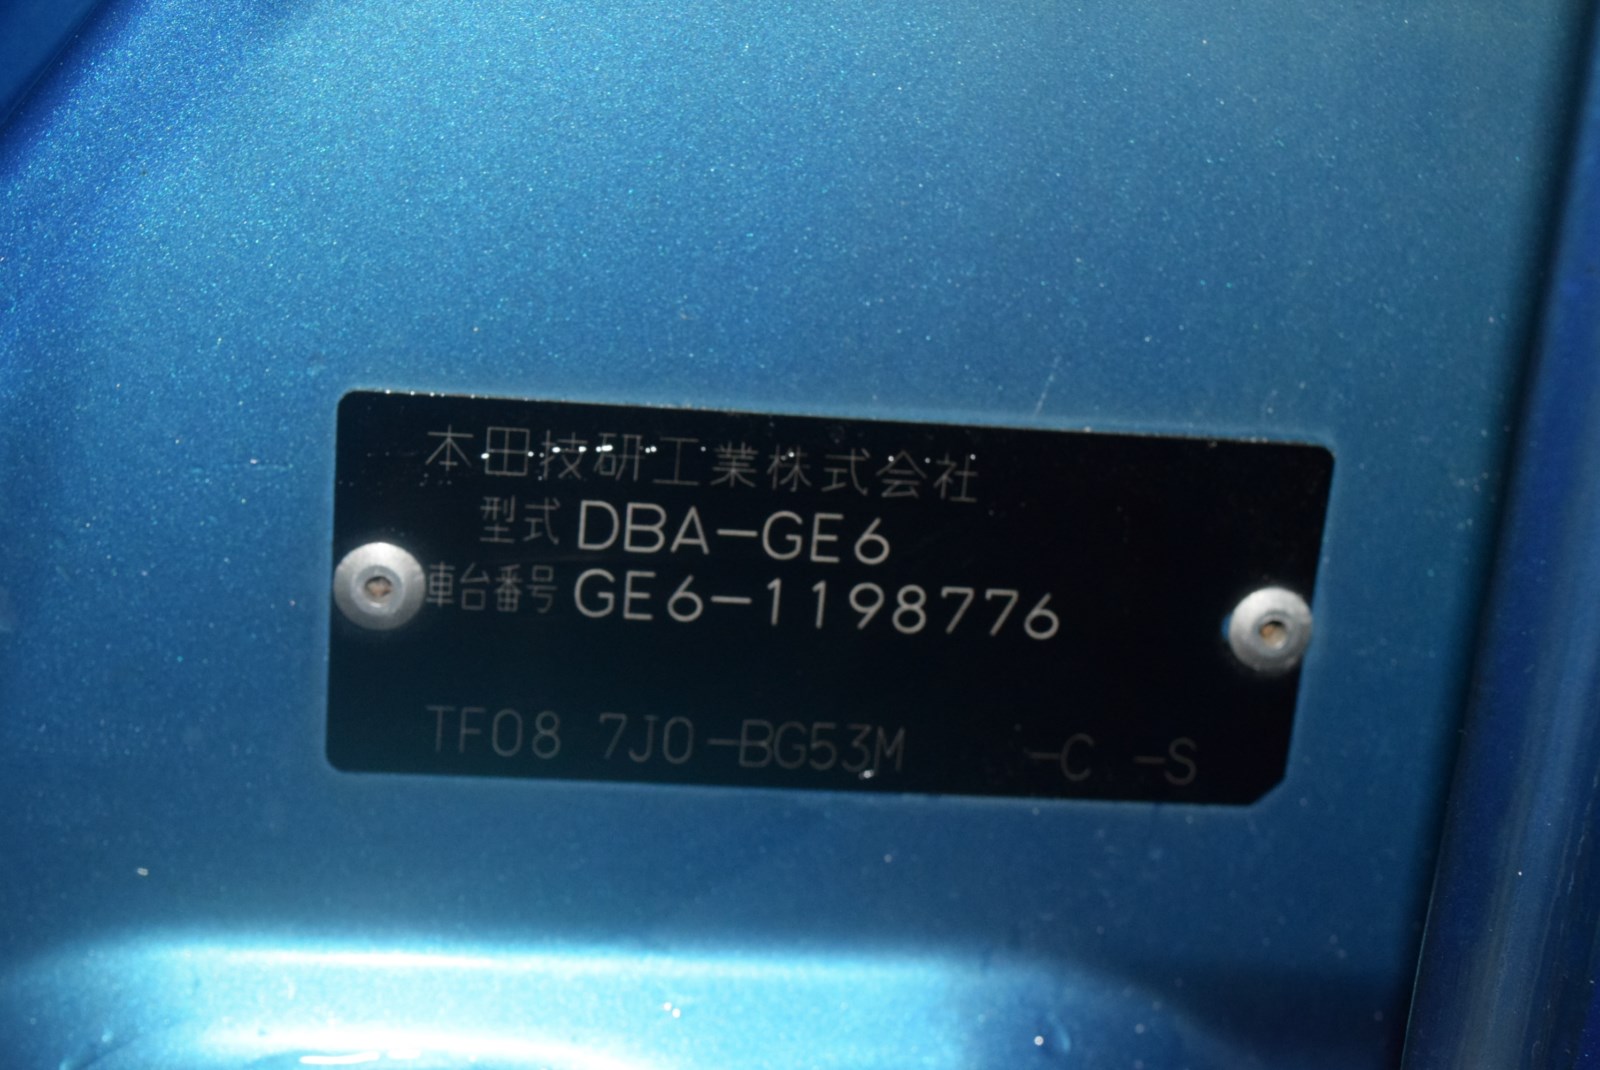 本田技研工業株式会社
型式 DBA-GE6
車台番号 GE6-1198776
TF08 7J0-BG53M -C -S